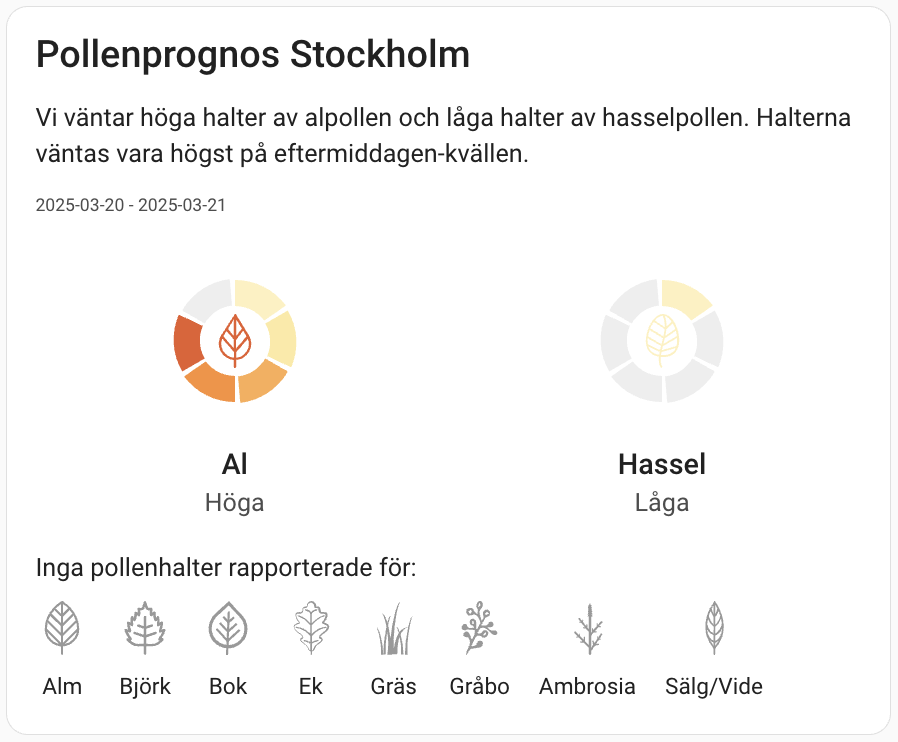 Pollenprognos Stockholm
Vi väntar höga halter av alpollen och låga halter av hasselpollen. Halterna
väntas vara högst på eftermiddagen-kvällen.
2025-03-20 - 2025-03-21
Al
Höga
Hassel
Låga
Inga pollenhalter rapporterade för:
Alm Björk Bok Ek Gräs Gråbo Ambrosia Sälg/Vide